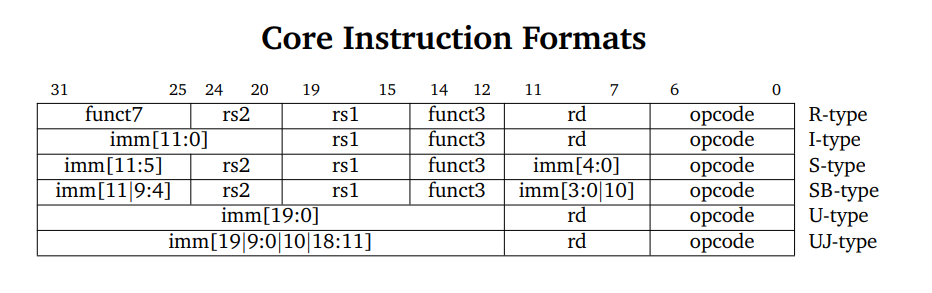 Core Instruction Formats
31 25 24 20 19 15 14 12 11 7 6 0
funct7 rs2 rs1 funct3 rd opcode R-type
imm[11:0] rs1 funct3 rd opcode I-type
imm[11:5] rs2 rs1 funct3 imm[4:0] opcode S-type
imm[11|9:4] rs2 rs1 funct3 imm[3:0|10] opcode SB-type
imm[19:0] rd opcode U-type
imm[19|9:0|10|18:11] rd opcode UJ-type